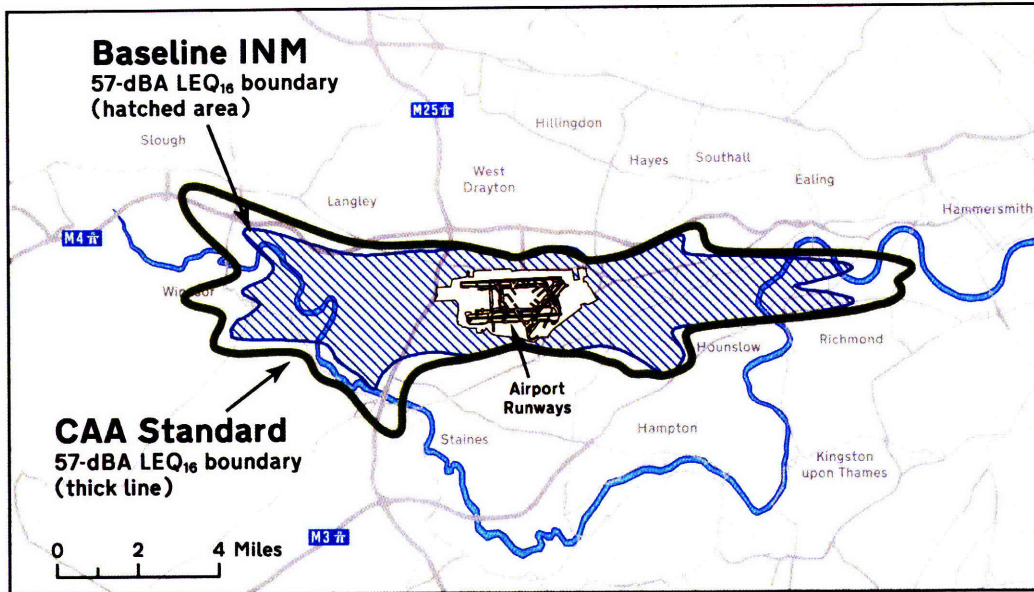 Baseline INM
57-dBA LEQ₁₆ boundary
(hatched area)
M25
Hillingdon
Slough
Hayes
Southall
West
Drayton
Ealing
Langley
Hammersmith
M4
Windsor
Hounslow
Richmond
Airport
Runways
CAA Standard
57-dBA LEQ₁₆ boundary
(thick line)
Staines
Hampton
Kingston
upon Thames
M3
0 2 4 Miles